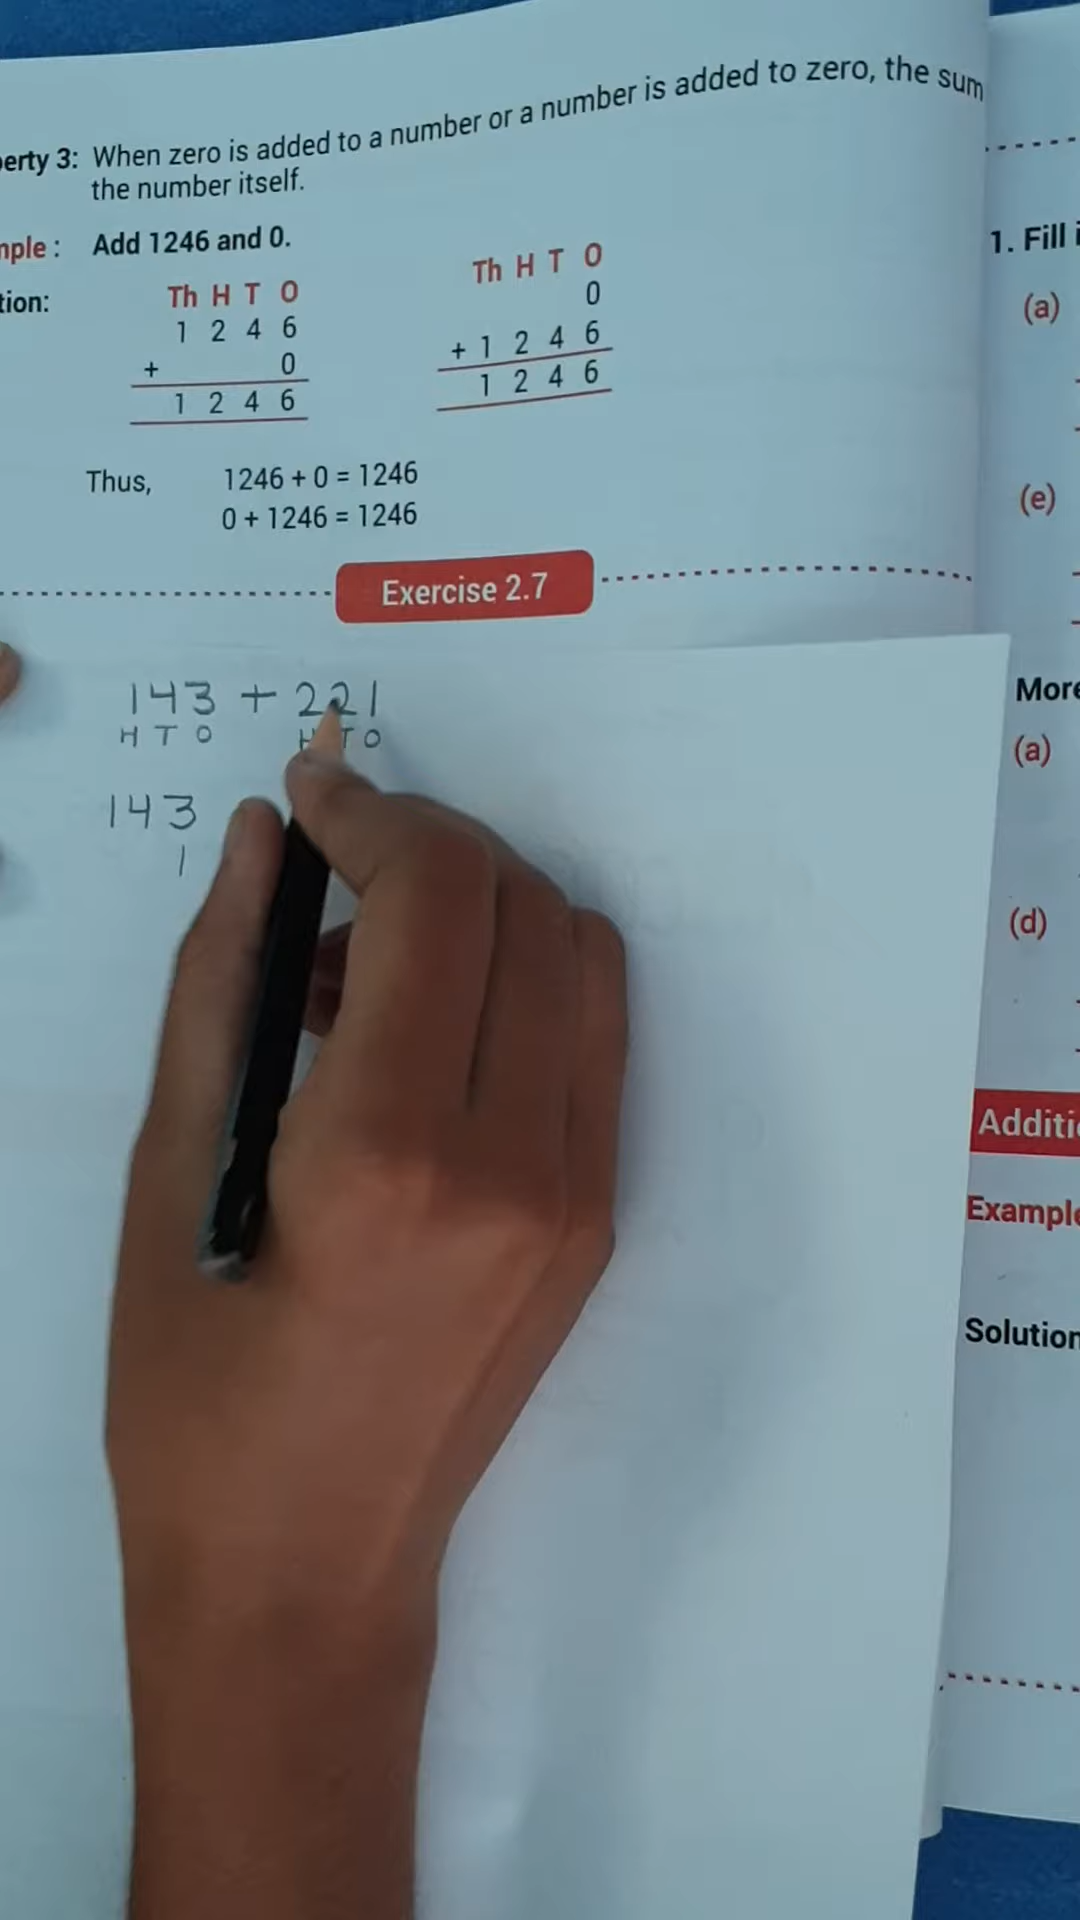 erty 3: When zero is added to a number or a number is added to zero, the sum
the number itself.
mple : Add 1246 and 0.
tion:
Th H T O
1 2 4 6
+ 0
1 2 4 6
Th H T O
0
+ 1 2 4 6
1 2 4 6
Thus, 1246 + 0 = 1246
0 + 1246 = 1246
Exercise 2.7
143 + 221
H T O H T O
143
1
1. Fill i
(a)
(e)
More
(a)
(d)
Additi
Example
Solution